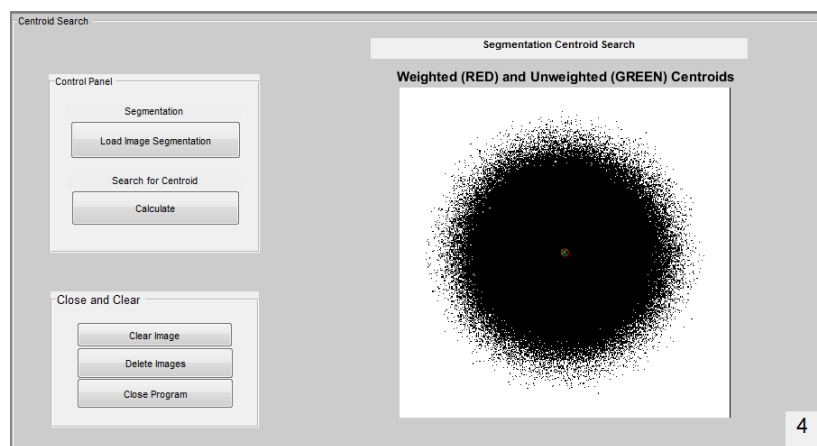 Centroid Search
Segmentation Centroid Search
Weighted (RED) and Unweighted (GREEN) Centroids
Control Panel
Segmentation
Load Image Segmentation
Search for Centroid
Calculate
Close and Clear
Clear Image
Delete Images
Close Program
4